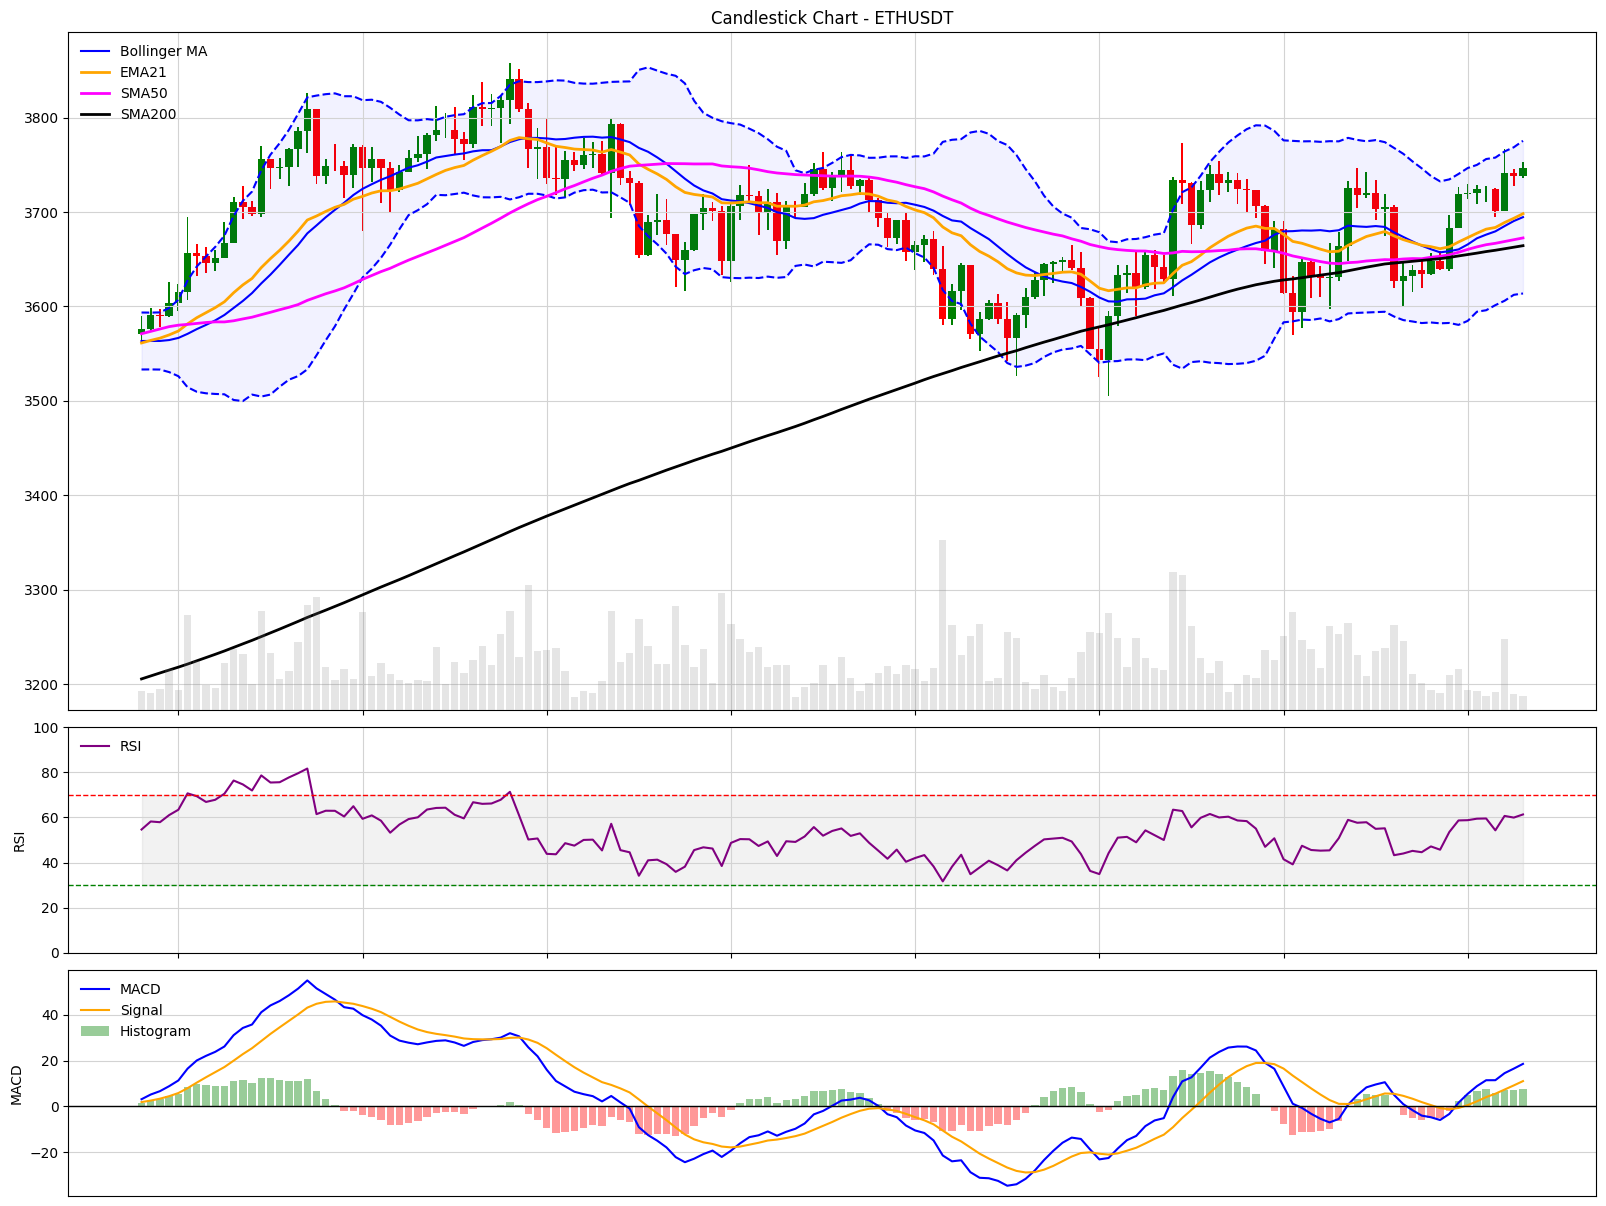 Candlestick Chart - ETHUSDT
Bollinger MA
EMA21
SMA50
SMA200
3800
3700
3600
3500
3400
3300
3200
RSI
100
80
60
40
20
0
RSI
MACD
Signal
Histogram
40
20
0
−20
MACD